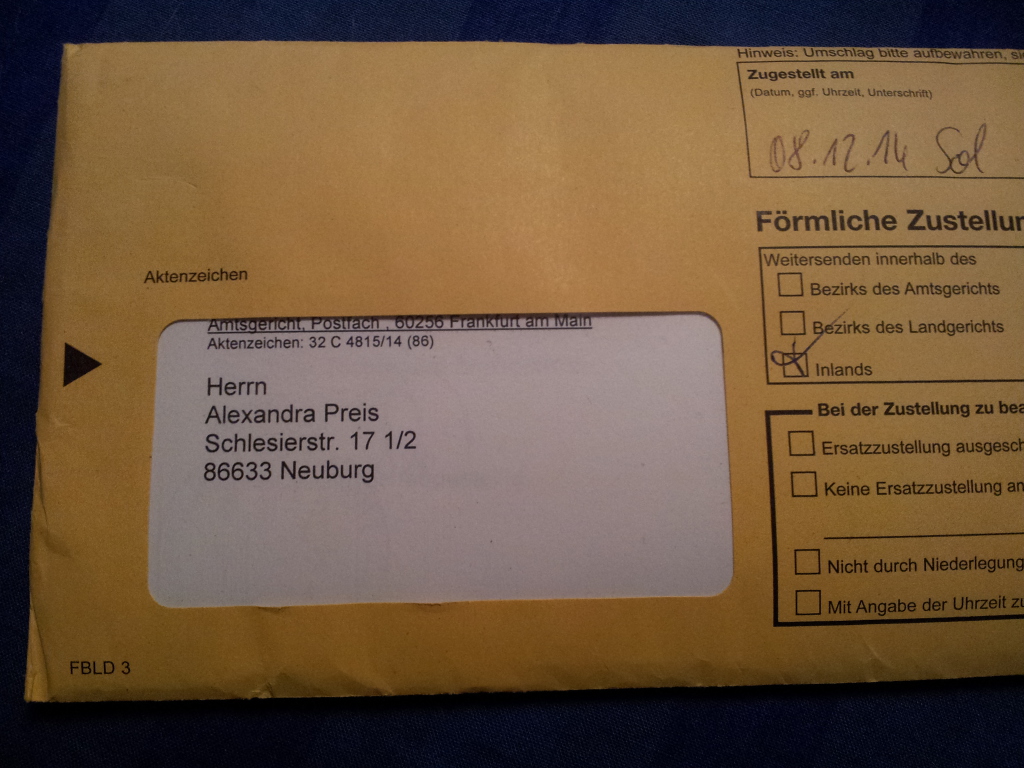 Hinweis: Umschlag bitte aufbewahren,
Zugestellt am
(Datum, ggf. Uhrzeit, Unterschrift)
08.12.14 Sol
Förmliche Zustellun
Aktenzeichen
Weitersenden innerhalb des
Bezirks des Amtsgerichts
Bezirks des Landgerichts
Inlands
Amtsgericht, Postfach , 60256 Frankfurt am Main
Aktenzeichen: 32 C 4815/14 (86)
Herrn
Alexandra Preis
Schlesierstr. 17 1/2
86633 Neuburg
Bei der Zustellung zu bea
Ersatzzustellung ausgesch
Keine Ersatzzustellung an
Nicht durch Niederlegung
Mit Angabe der Uhrzeit zu
FBLD 3